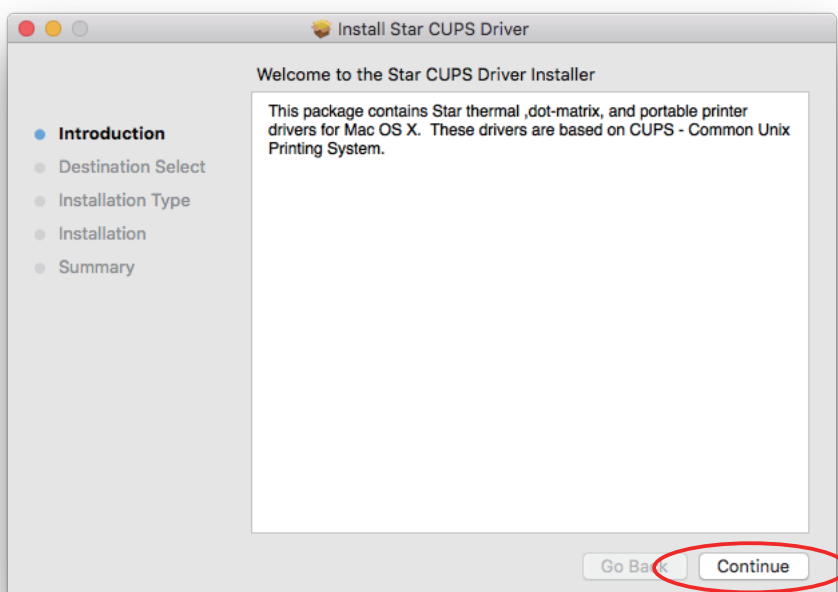 Install Star CUPS Driver
Welcome to the Star CUPS Driver Installer
Introduction
Destination Select
Installation Type
Installation
Summary
This package contains Star thermal ,dot-matrix, and portable printer
drivers for Mac OS X.  These drivers are based on CUPS - Common Unix
Printing System.
Go Back
Continue